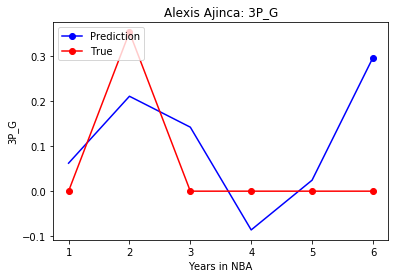 Alexis Ajinca: 3P_G
Prediction
True
3P_G
0.3
0.2
0.1
0.0
−0.1
1 2 3 4 5 6
Years in NBA